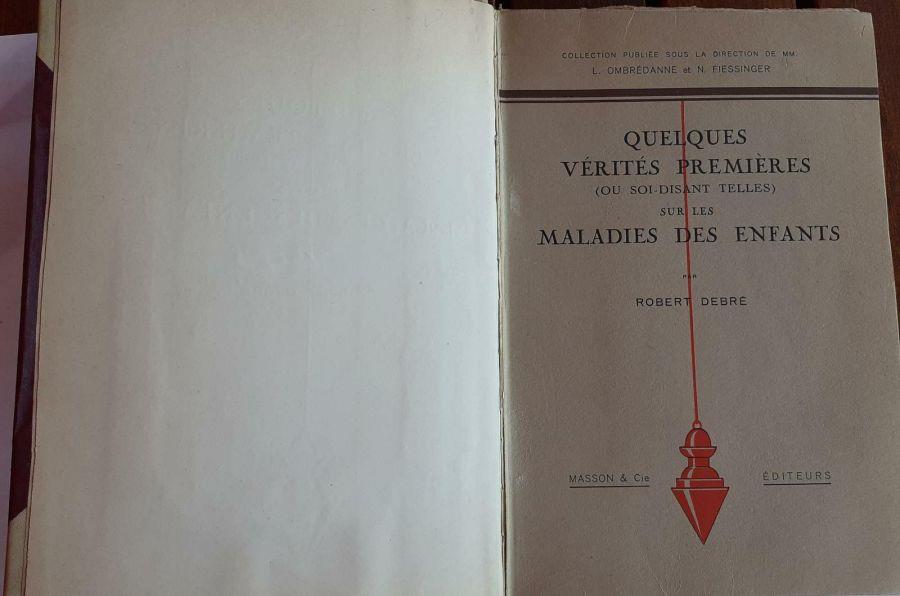 COLLECTION PUBLIÉE SOUS LA DIRECTION DE MM.
L. OMBRÉDANNE et N. FIESSINGER
QUELQUES
VÉRITÉS PREMIÈRES
(OU SOI-DISANT TELLES)
SUR LES
MALADIES DES ENFANTS
PAR
ROBERT DEBRÉ
MASSON & Cie ÉDITEURS